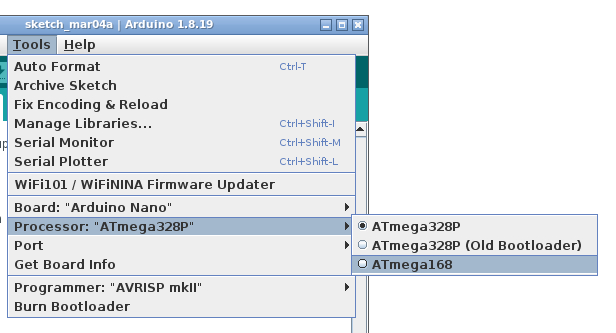 sketch_mar04a | Arduino 1.8.19
Tools Help
Auto Format Ctrl-T
Archive Sketch
Fix Encoding & Reload
Manage Libraries... Ctrl+Shift-I
Serial Monitor Ctrl+Shift-M
Serial Plotter Ctrl+Shift-L
WiFi101 / WiFiNINA Firmware Updater
Board: "Arduino Nano"
Processor: "ATmega328P"
Port
Get Board Info
Programmer: "AVRISP mkII"
Burn Bootloader
ATmega328P
ATmega328P (Old Bootloader)
ATmega168